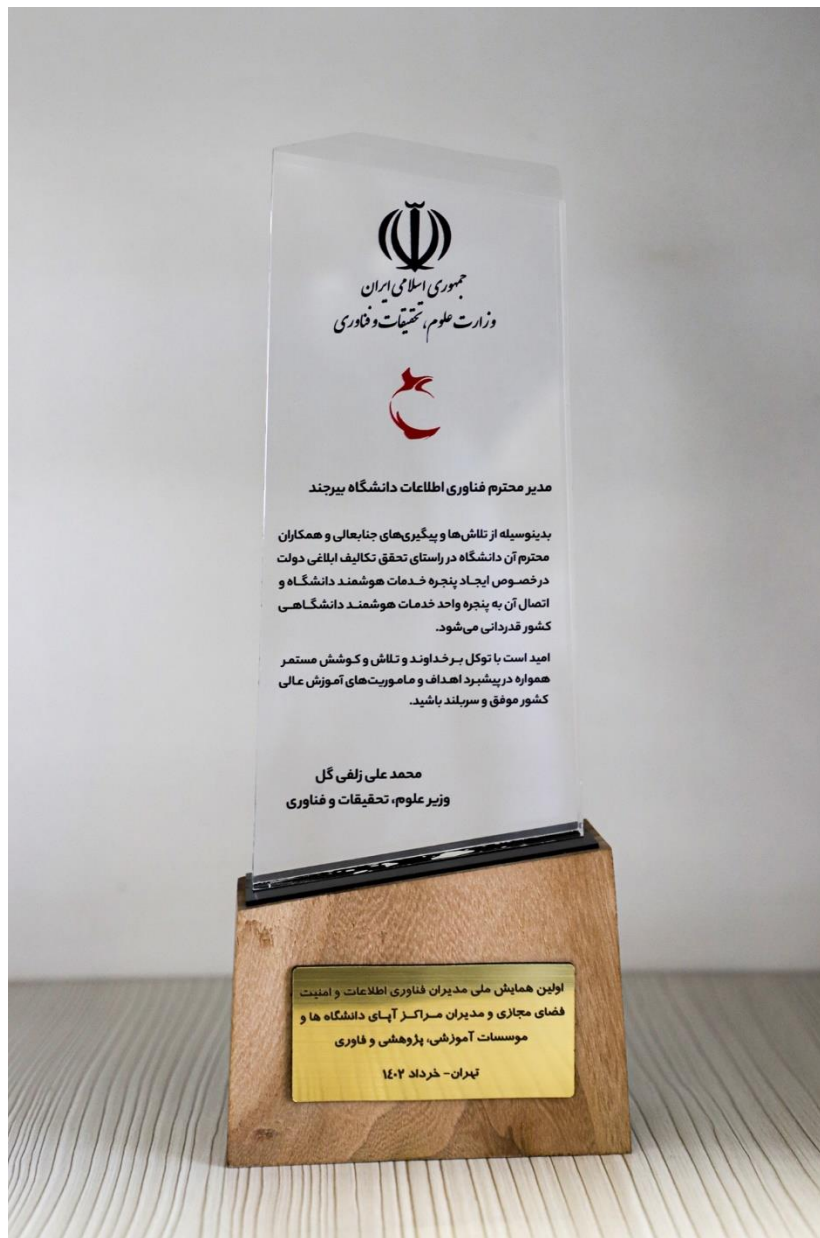 جمهوری اسلامی ایران
وزارت علوم، تحقیقات و فناوری
مدیر محترم فناوری اطلاعات دانشگاه بیرجند
بدینوسیله از تلاش‌ها و پیگیری‌های جنابعالی و همکاران
محترم آن دانشگاه در راستای تحقق تکالیف ابلاغی دولت
درخصوص ایجاد پنجره خدمات هوشمند دانشگاه و
اتصال آن به پنجره واحد خدمات هوشمند دانشگاهی
کشور قدردانی می‌شود.
امید است با توکل بر خداوند و تلاش و کوشش مستمر
همواره در پیشبرد اهداف و ماموریت‌های آموزش عالی
کشور موفق و سربلند باشید.
محمد علی زلفی گل
وزیر علوم، تحقیقات و فناوری
اولین همایش ملی مدیران فناوری اطلاعات و امنیت
فضای مجازی و مدیران مراکز آپای دانشگاه ها و
موسسات آموزشی، پژوهشی و فاوری
تهران- خرداد ۱۴۰۲